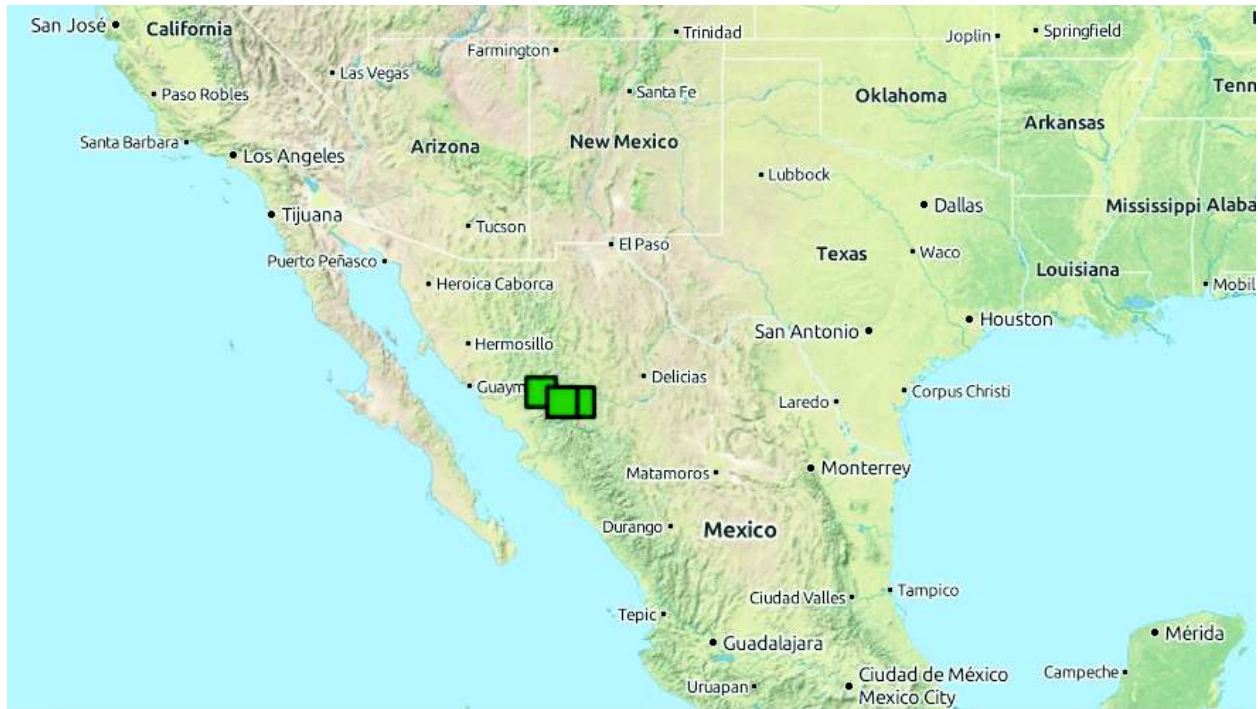 San José
California
Trinidad
Joplin
Springfield
Farmington
Las Vegas
Paso Robles
Santa Fe
Oklahoma
Tenn
Arkansas
Santa Barbara
Los Angeles
Arizona
New Mexico
Lubbock
Tijuana
Tucson
Dallas
Mississippi
Alaba
El Paso
Texas
Waco
Puerto Peñasco
Louisiana
Heroica Caborca
Mobil
San Antonio
Houston
Hermosillo
Guaym
Delicias
Laredo
Corpus Christi
Matamoros
Monterrey
Durango
Mexico
Ciudad Valles
Tampico
Tepic
Guadalajara
Mérida
Uruapan
Ciudad de México
Mexico City
Campeche